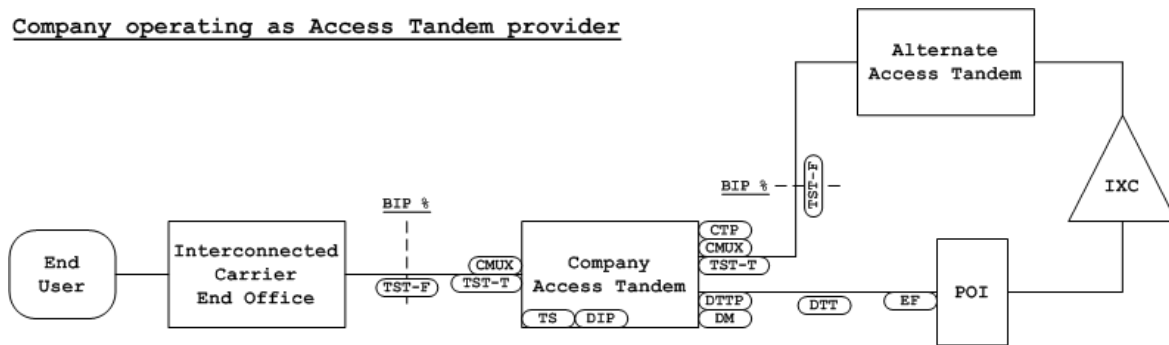 Company operating as Access Tandem provider
Alternate
Access Tandem
IXC
BIP %
TST-F
BIP %
End
User
Interconnected
Carrier
End Office
TST-F
CMUX
TST-T
Company
Access Tandem
TS
DIP
CTP
CMUX
TST-T
DTTP
DM
DTT
EF
POI